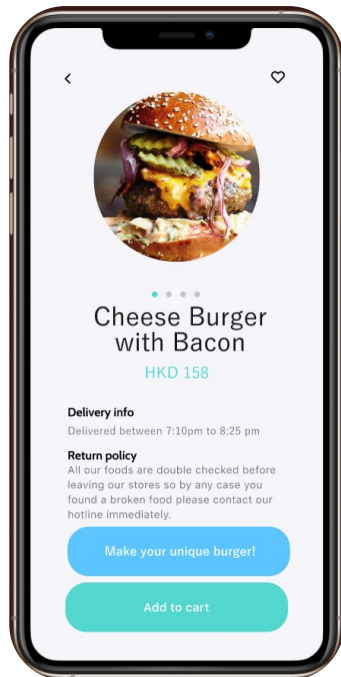 Cheese Burger
with Bacon
HKD 158
Delivery info
Delivered between 7:10pm to 8:25 pm
Return policy
All our foods are double checked before
leaving our stores so by any case you
found a broken food please contact our
hotline immediately.
Make your unique burger!
Add to cart